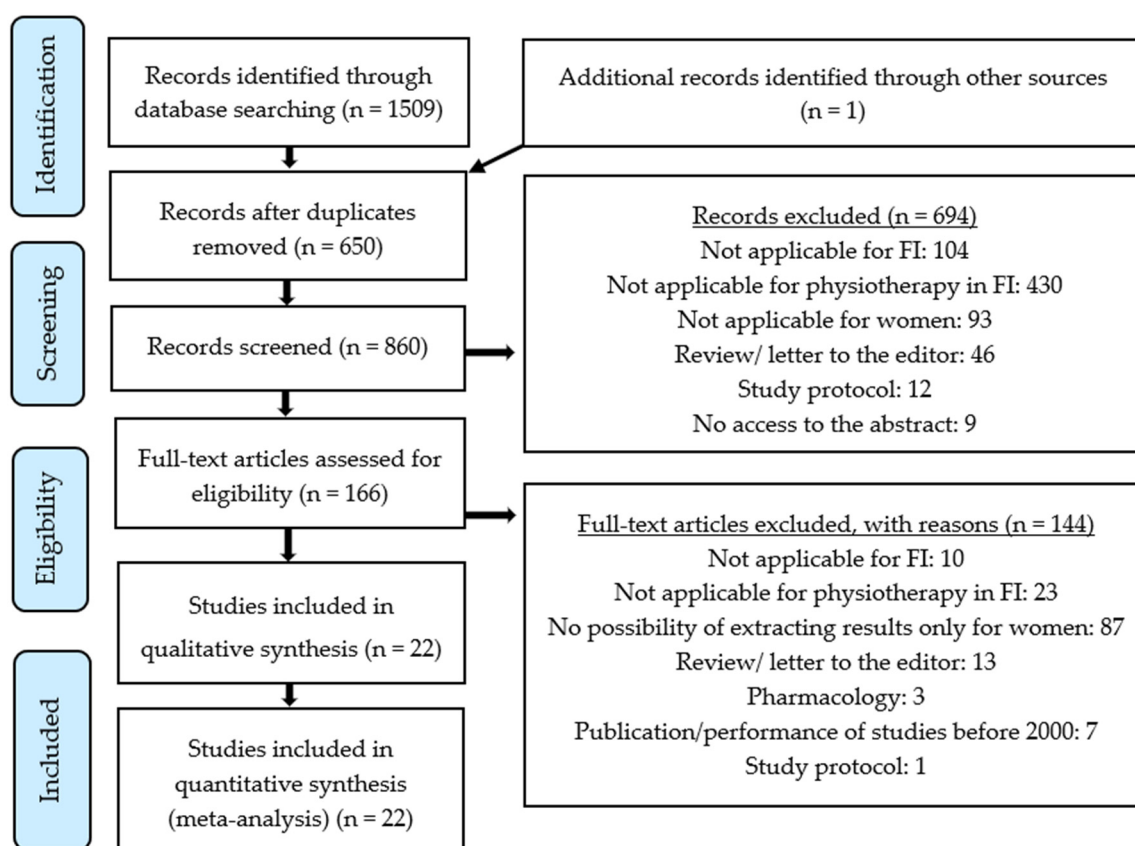 Identification
Records identified through
database searching (n = 1509)
Additional records identified through other sources
(n = 1)
Records after duplicates
removed (n = 650)
Screening
Records screened (n = 860)
Records excluded (n = 694)
Not applicable for FI: 104
Not applicable for physiotherapy in FI: 430
Not applicable for women: 93
Review/ letter to the editor: 46
Study protocol: 12
No access to the abstract: 9
Eligibility
Full-text articles assessed for
eligibility (n = 166)
Full-text articles excluded, with reasons (n = 144)
Not applicable for FI: 10
Not applicable for physiotherapy in FI: 23
No possibility of extracting results only for women: 87
Review/ letter to the editor: 13
Pharmacology: 3
Publication/performance of studies before 2000: 7
Study protocol: 1
Studies included in
qualitative synthesis (n = 22)
Included
Studies included in
quantitative synthesis
(meta-analysis) (n = 22)